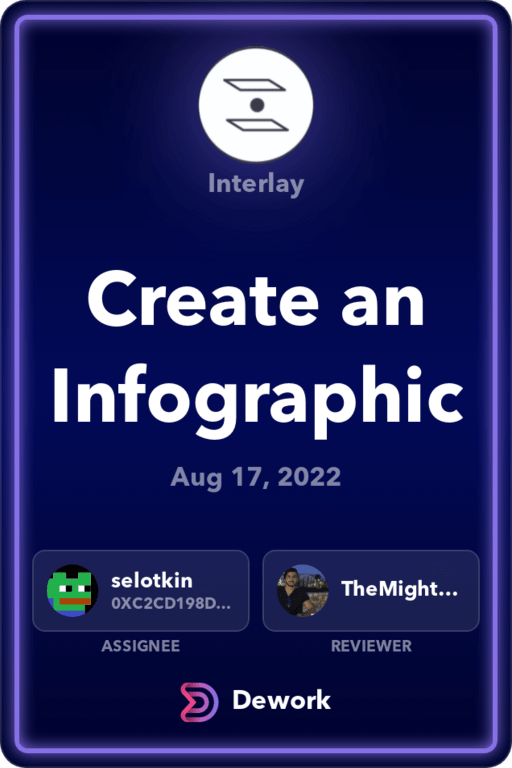 Interlay
Create an
Infographic
Aug 17, 2022
selotkin
0XC2CD198D...
TheMight...
ASSIGNEE
REVIEWER
Dework